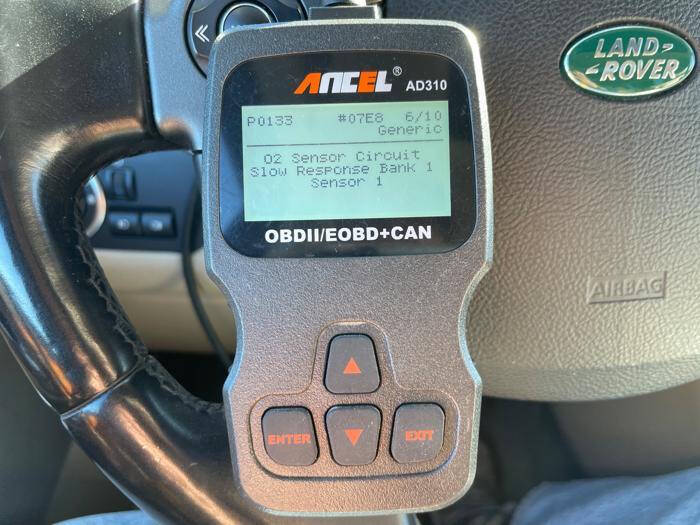 LAND-
-ROVER
ANCEL® AD310
P0133 #07E8 6/10
Generic
O2 Sensor Circuit
Slow Response Bank 1
Sensor 1
OBDII/EOBD+CAN
AIRBAG
ENTER
EXIT